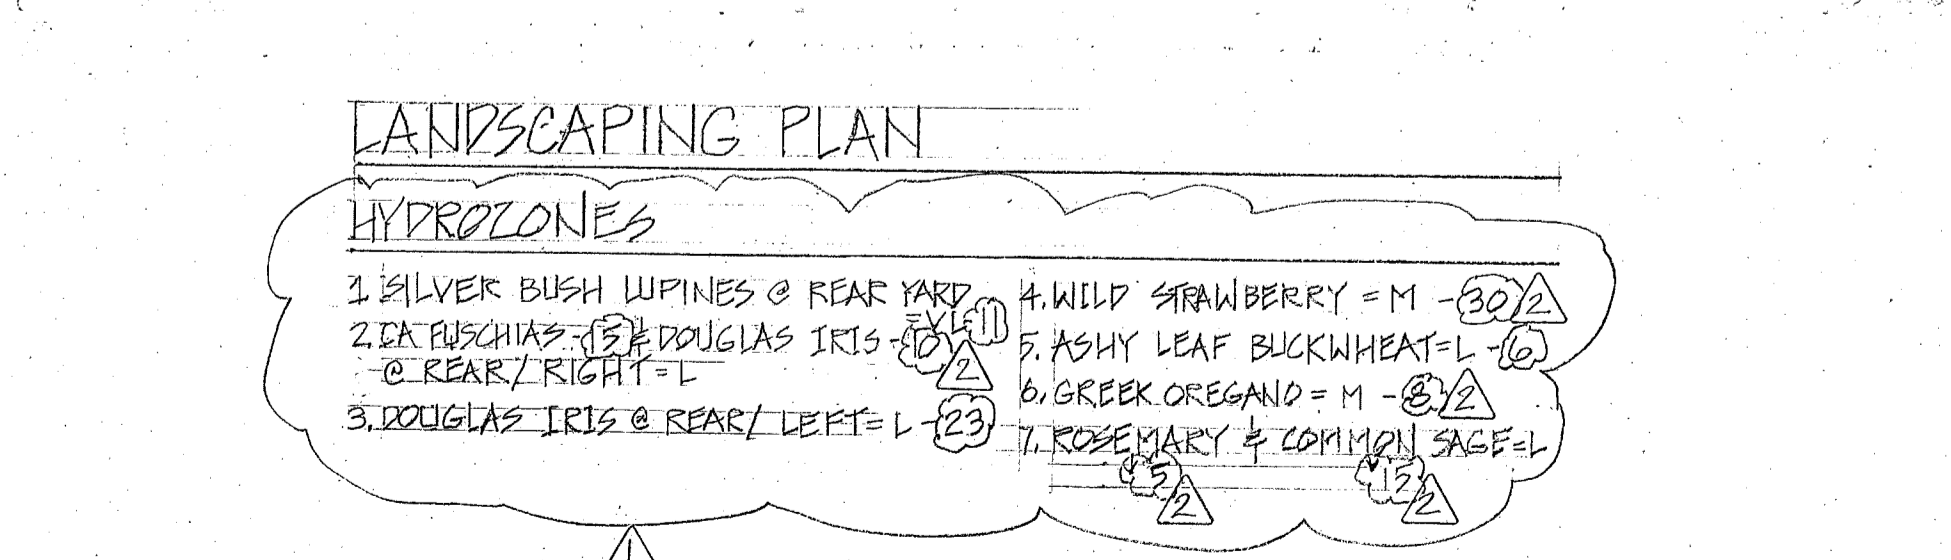 LANDSCAPING PLAN
HYDROZONES
1. SILVER BUSH LUPINES @ REAR YARD
=VL 11
2. CA FUSCHIAS - 15 & DOUGLAS IRIS - 10
@ REAR/RIGHT = L
2
3. DOUGLAS IRIS @ REAR/LEFT = L - 23
4. WILD STRAWBERRY = M - 30 2
5. ASHY LEAF BUCKWHEAT=L - 6
6. GREEK OREGANO = M - 8 2
7. ROSEMARY & COMMON SAGE=L
5 15
2 2
1